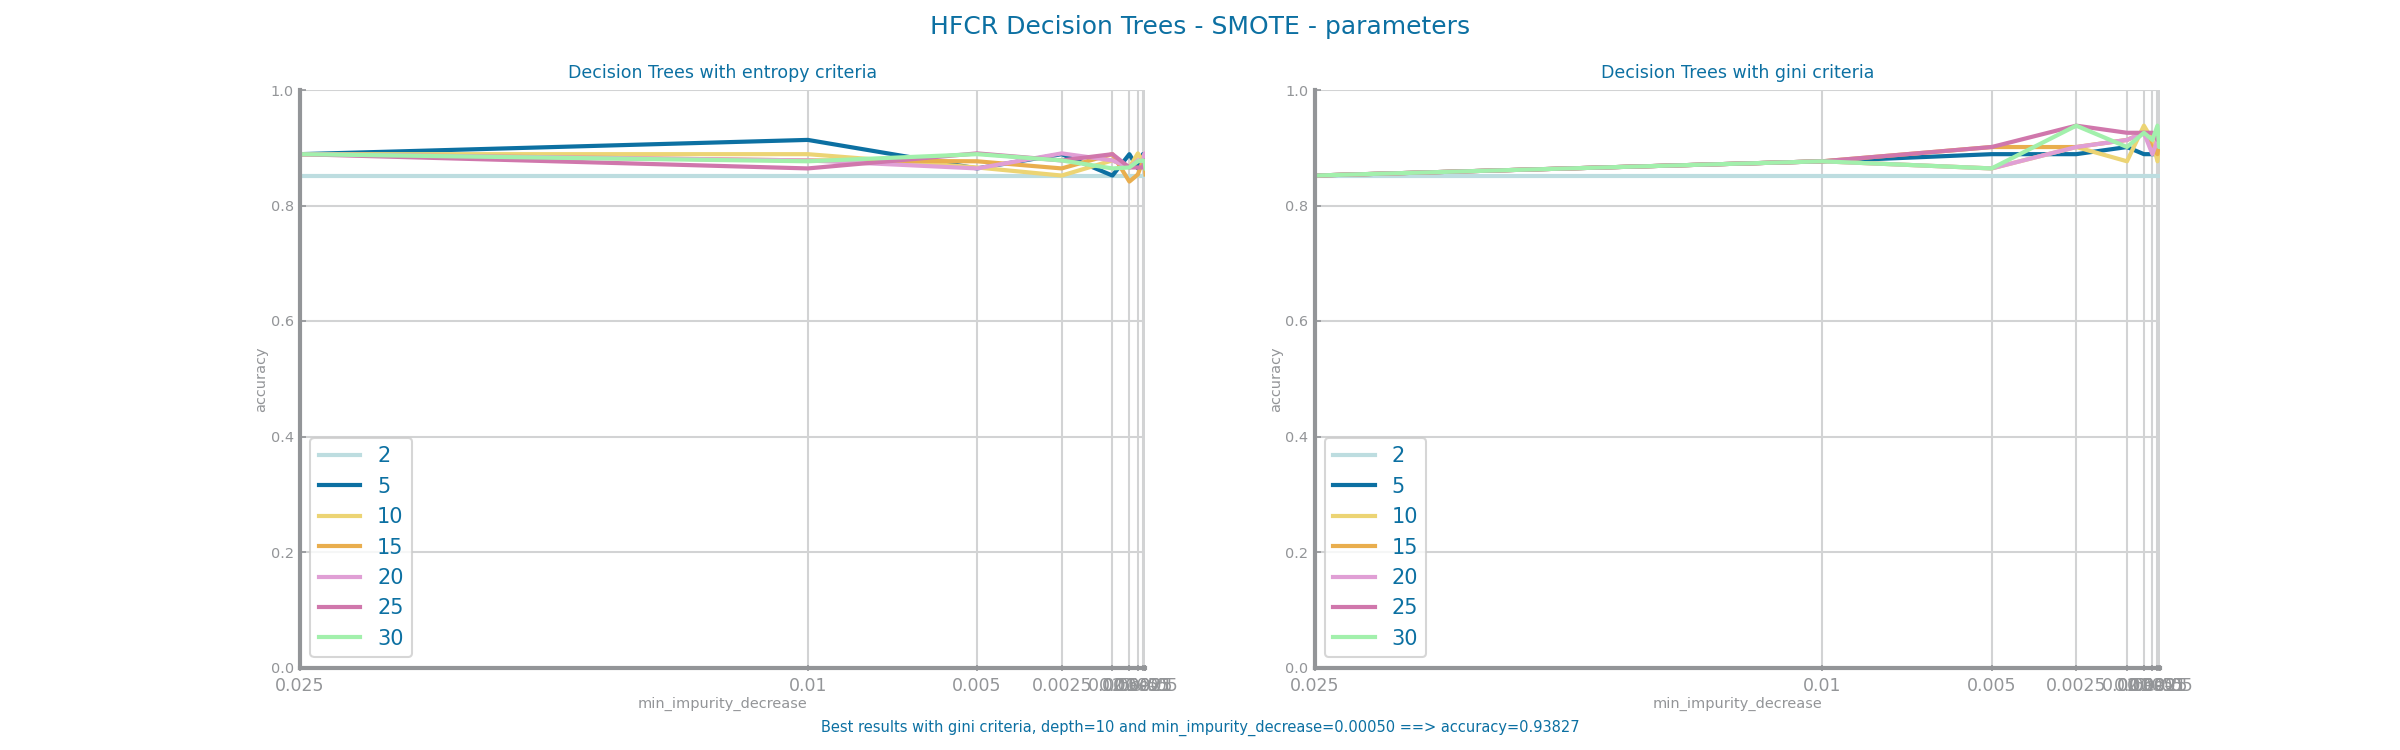 HFCR Decision Trees - SMOTE - parameters
Decision Trees with entropy criteria
1.0
0.8
0.6
0.4
0.2
0.0
accuracy
2
5
10
15
20
25
30
0.025 0.01 0.005 0.0025
min_impurity_decrease
Decision Trees with gini criteria
1.0
0.8
0.6
0.4
0.2
0.0
accuracy
2
5
10
15
20
25
30
0.025 0.01 0.005 0.0025
min_impurity_decrease
Best results with gini criteria, depth=10 and min_impurity_decrease=0.00050 ==> accuracy=0.93827